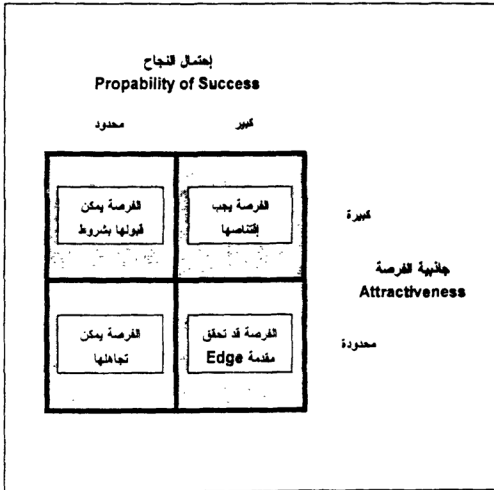 إحتمال النجاح
Propability of Success
كبير محدود
الفرصة يجب
إقتناصها
الفرصة يمكن
قبولها بشروط
كبيرة
جاذبية الفرصة
Attractiveness
الفرصة قد تحقق
مقدمة Edge
الفرصة يمكن
تجاهلها
محدودة